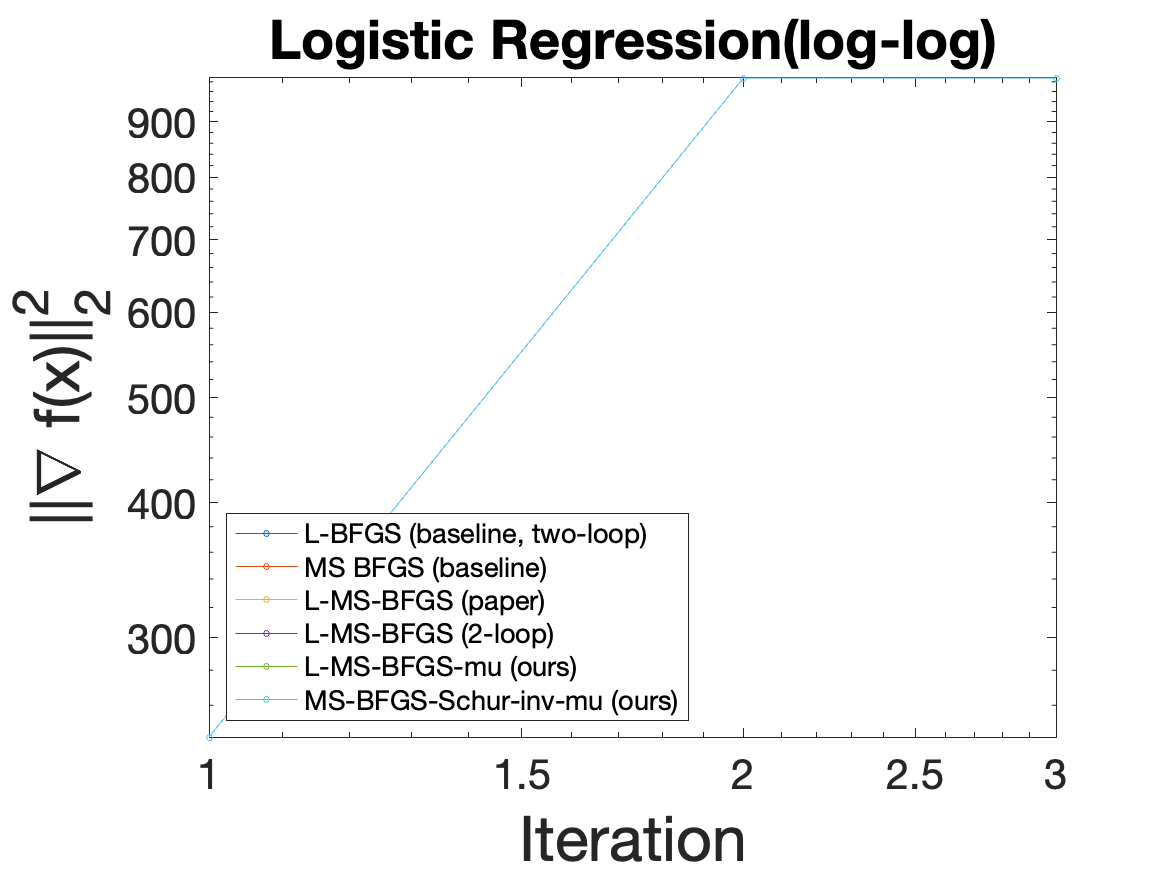 Logistic Regression(log-log)
900
800
700
600
500
400
300
||∇ f(x)||₂²
L-BFGS (baseline, two-loop)
MS BFGS (baseline)
L-MS-BFGS (paper)
L-MS-BFGS (2-loop)
L-MS-BFGS-mu (ours)
MS-BFGS-Schur-inv-mu (ours)
1 1.5 2 2.5 3
Iteration